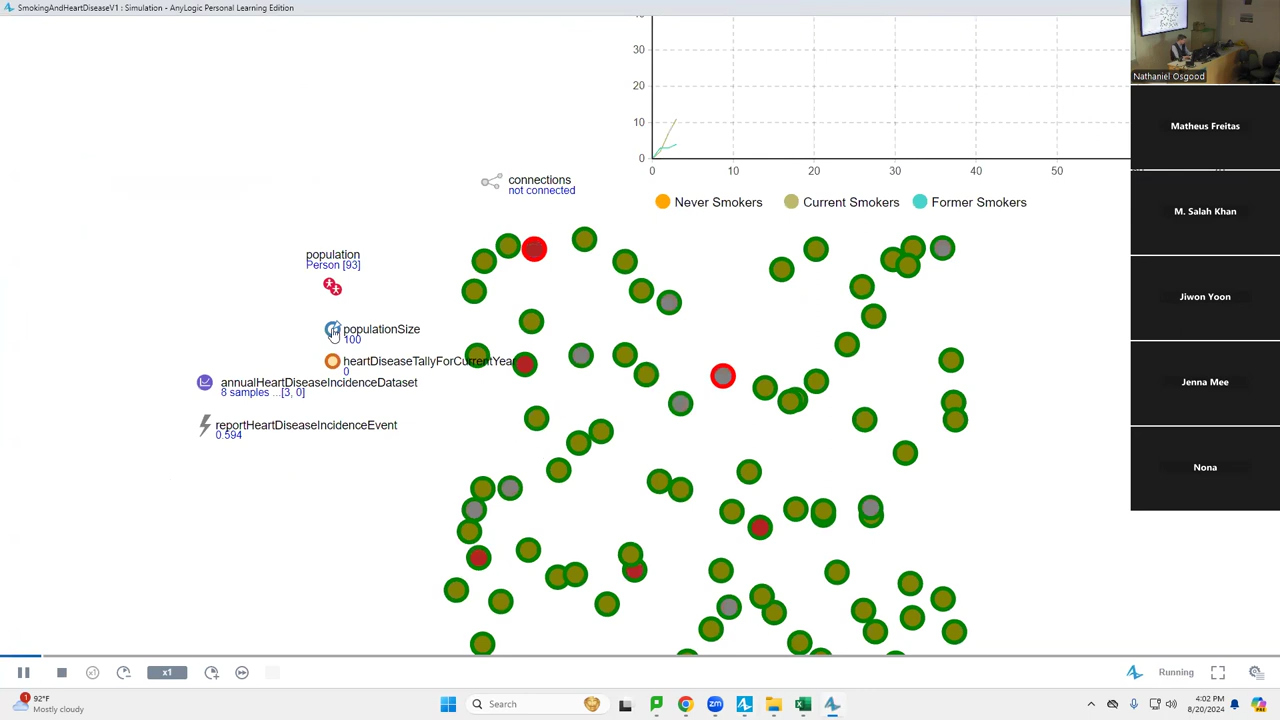 SmokingAndHeartDiseaseV1 : Simulation - AnyLogic Personal Learning Edition
30
20
10
0
0
10
20
30
40
50
Never Smokers
Current Smokers
Former Smokers
connections
not connected
population
Person [93]
populationSize
100
heartDiseaseTallyForCurrentYear
0
annualHeartDiseaseIncidenceDataset
8 samples ...[3, 0]
reportHeartDiseaseIncidenceEvent
0.594
Nathaniel Osgood
Matheus Freitas
M. Salah Khan
Jiwon Yoon
Jenna Mee
Nona
x1
x1
Running
1
92°F
Mostly cloudy
Search
4:02 PM
8/20/2024